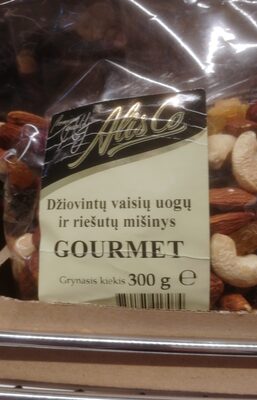 Alis Co
Džiovintų vaisių uogų
ir riešutų mišinys
GOURMET
Grynasis kiekis 300 g ℮